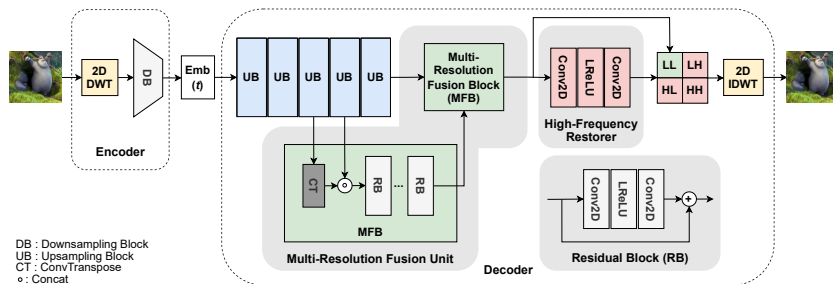 2D
DWT
DB
Encoder
Emb
(t)
UB
UB
UB
UB
UB
Multi-
Resolution
Fusion Block
(MFB)
Conv2D
LReLU
Conv2D
High-Frequency
Restorer
LL
LH
HL
HH
2D
IDWT
CT
RB
...
RB
MFB
Multi-Resolution Fusion Unit
Conv2D
LReLU
Conv2D
+
Residual Block (RB)
Decoder
DB : Downsampling Block
UB : Upsampling Block
CT : ConvTranspose
∘ : Concat